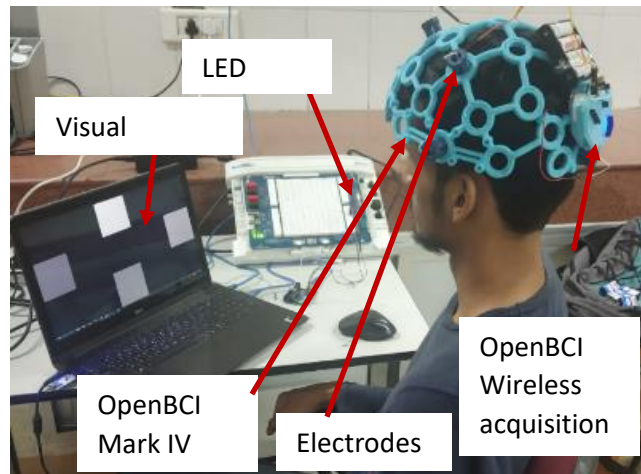 LED
Visual
OpenBCI
Mark IV
Electrodes
OpenBCI
Wireless
acquisition